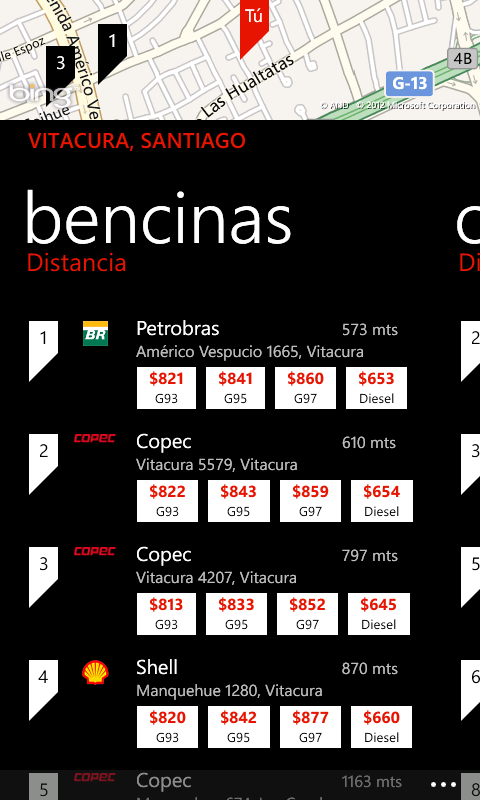 Tú
1
3
le Espoz
enida Américo Ve
Las Hualtatas
4B
G-13
bing
© 2012 Microsoft Corporation
VITACURA, SANTIAGO
bencinas
Distancia
Di
1
BR
Petrobras
573 mts
2
Américo Vespucio 1665, Vitacura
$821 $841 $860 $653
G93 G95 G97 Diesel
2
COPEC
Copec
610 mts
3
Vitacura 5579, Vitacura
$822 $843 $859 $654
G93 G95 G97 Diesel
3
COPEC
Copec
797 mts
5
Vitacura 4207, Vitacura
$813 $833 $852 $645
G93 G95 G97 Diesel
4
Shell
870 mts
6
Manquehue 1280, Vitacura
$820 $842 $877 $660
G93 G95 G97 Diesel
5
COPEC
Copec
1163 mts
8